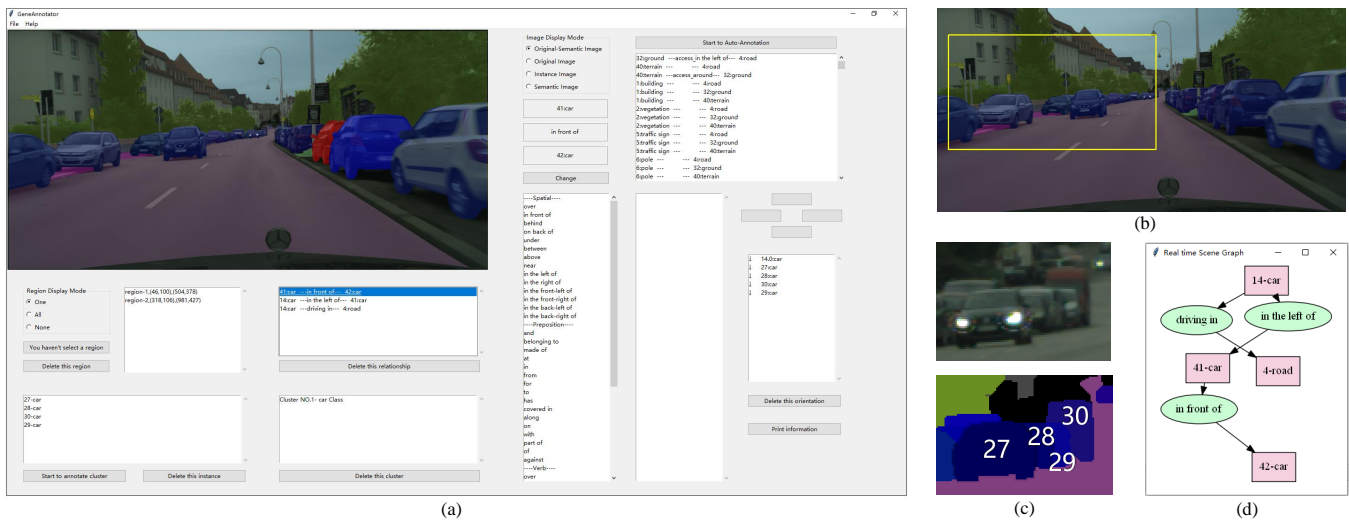 GeneAnnotator
File Help
Image Display Mode
Original-Semantic Image
Original Image
Instance Image
Semantic Image
41:car
in front of
42:car
Change
Start to Auto-Annotation
32:ground ---access_in the left of--- 4:road
40:terrain --- --- 4:road
40:terrain ---access_around--- 32:ground
1:building --- --- 4:road
1:building --- --- 32:ground
1:building --- --- 40:terrain
2:vegetation --- --- 4:road
2:vegetation --- --- 32:ground
2:vegetation --- --- 40:terrain
5:traffic sign --- --- 4:road
5:traffic sign --- --- 32:ground
5:traffic sign --- --- 40:terrain
6:pole --- --- 4:road
6:pole --- --- 32:ground
6:pole --- --- 40:terrain
----Spatial----
over
in front of
behind
on back of
under
between
above
near
in the left of
in the right of
in the front-left of
in the front-right of
in the back-left of
in the back-right of
----Preposition----
and
belonging to
made of
at
in
from
for
to
has
covered in
along
on
with
part of
of
against
----Verb----
over
↓ 14.0:car
↓ 27:car
↓ 28:car
↓ 30:car
↓ 29:car
Delete this orientation
Print information
Region Display Mode
One
All
None
You haven't select a region
Delete this region
region-1,(46,100),(504,378)
region-2,(318,106),(981,427)
41:car ---in front of--- 42:car
14:car ---in the left of--- 41:car
14:car ---driving in--- 4:road
Delete this relationship
27-car
28-car
30-car
29-car
Start to annotate cluster
Delete this instance
Cluster NO.1- car Class
Delete this cluster
(a)
(b)
27
28
30
29
(c)
Real time Scene Graph
14-car
driving in
in the left of
41-car
4-road
in front of
42-car
(d)